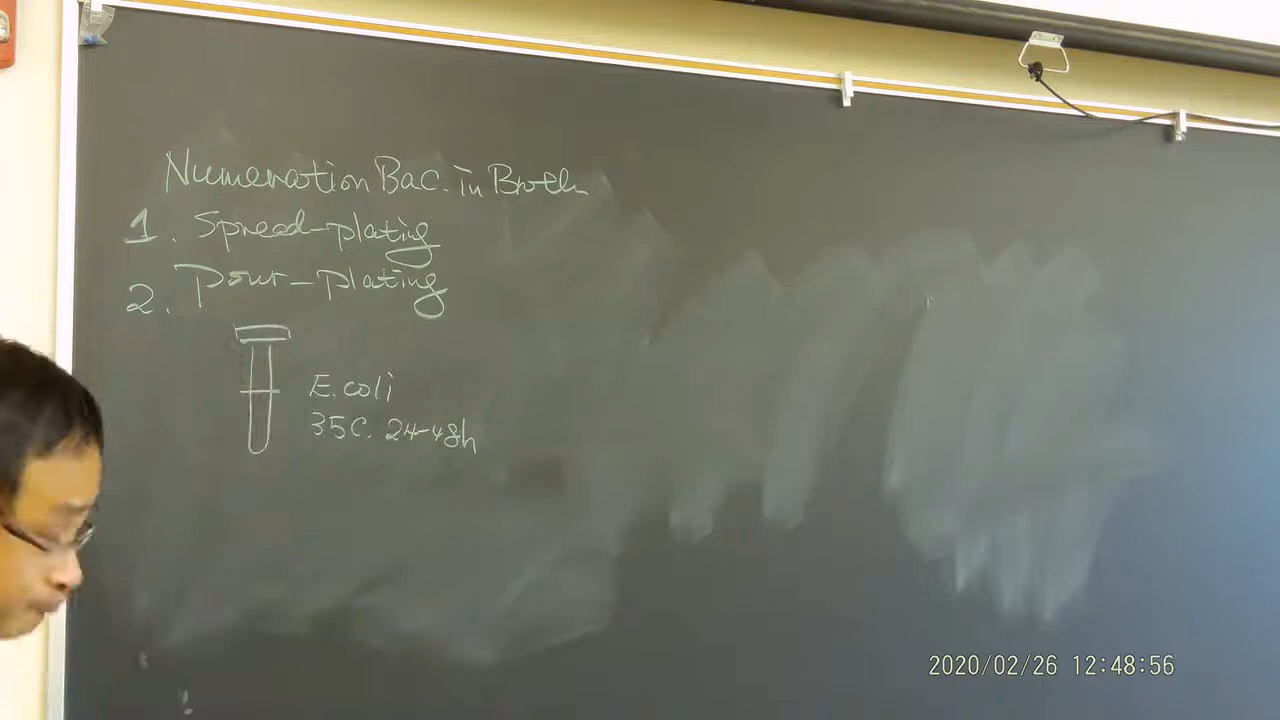 Numeration Bac. in Broth
1. Spread-plating
2. Pour-plating
E. coli
35C. 24-48h
2020/02/26 12:48:56